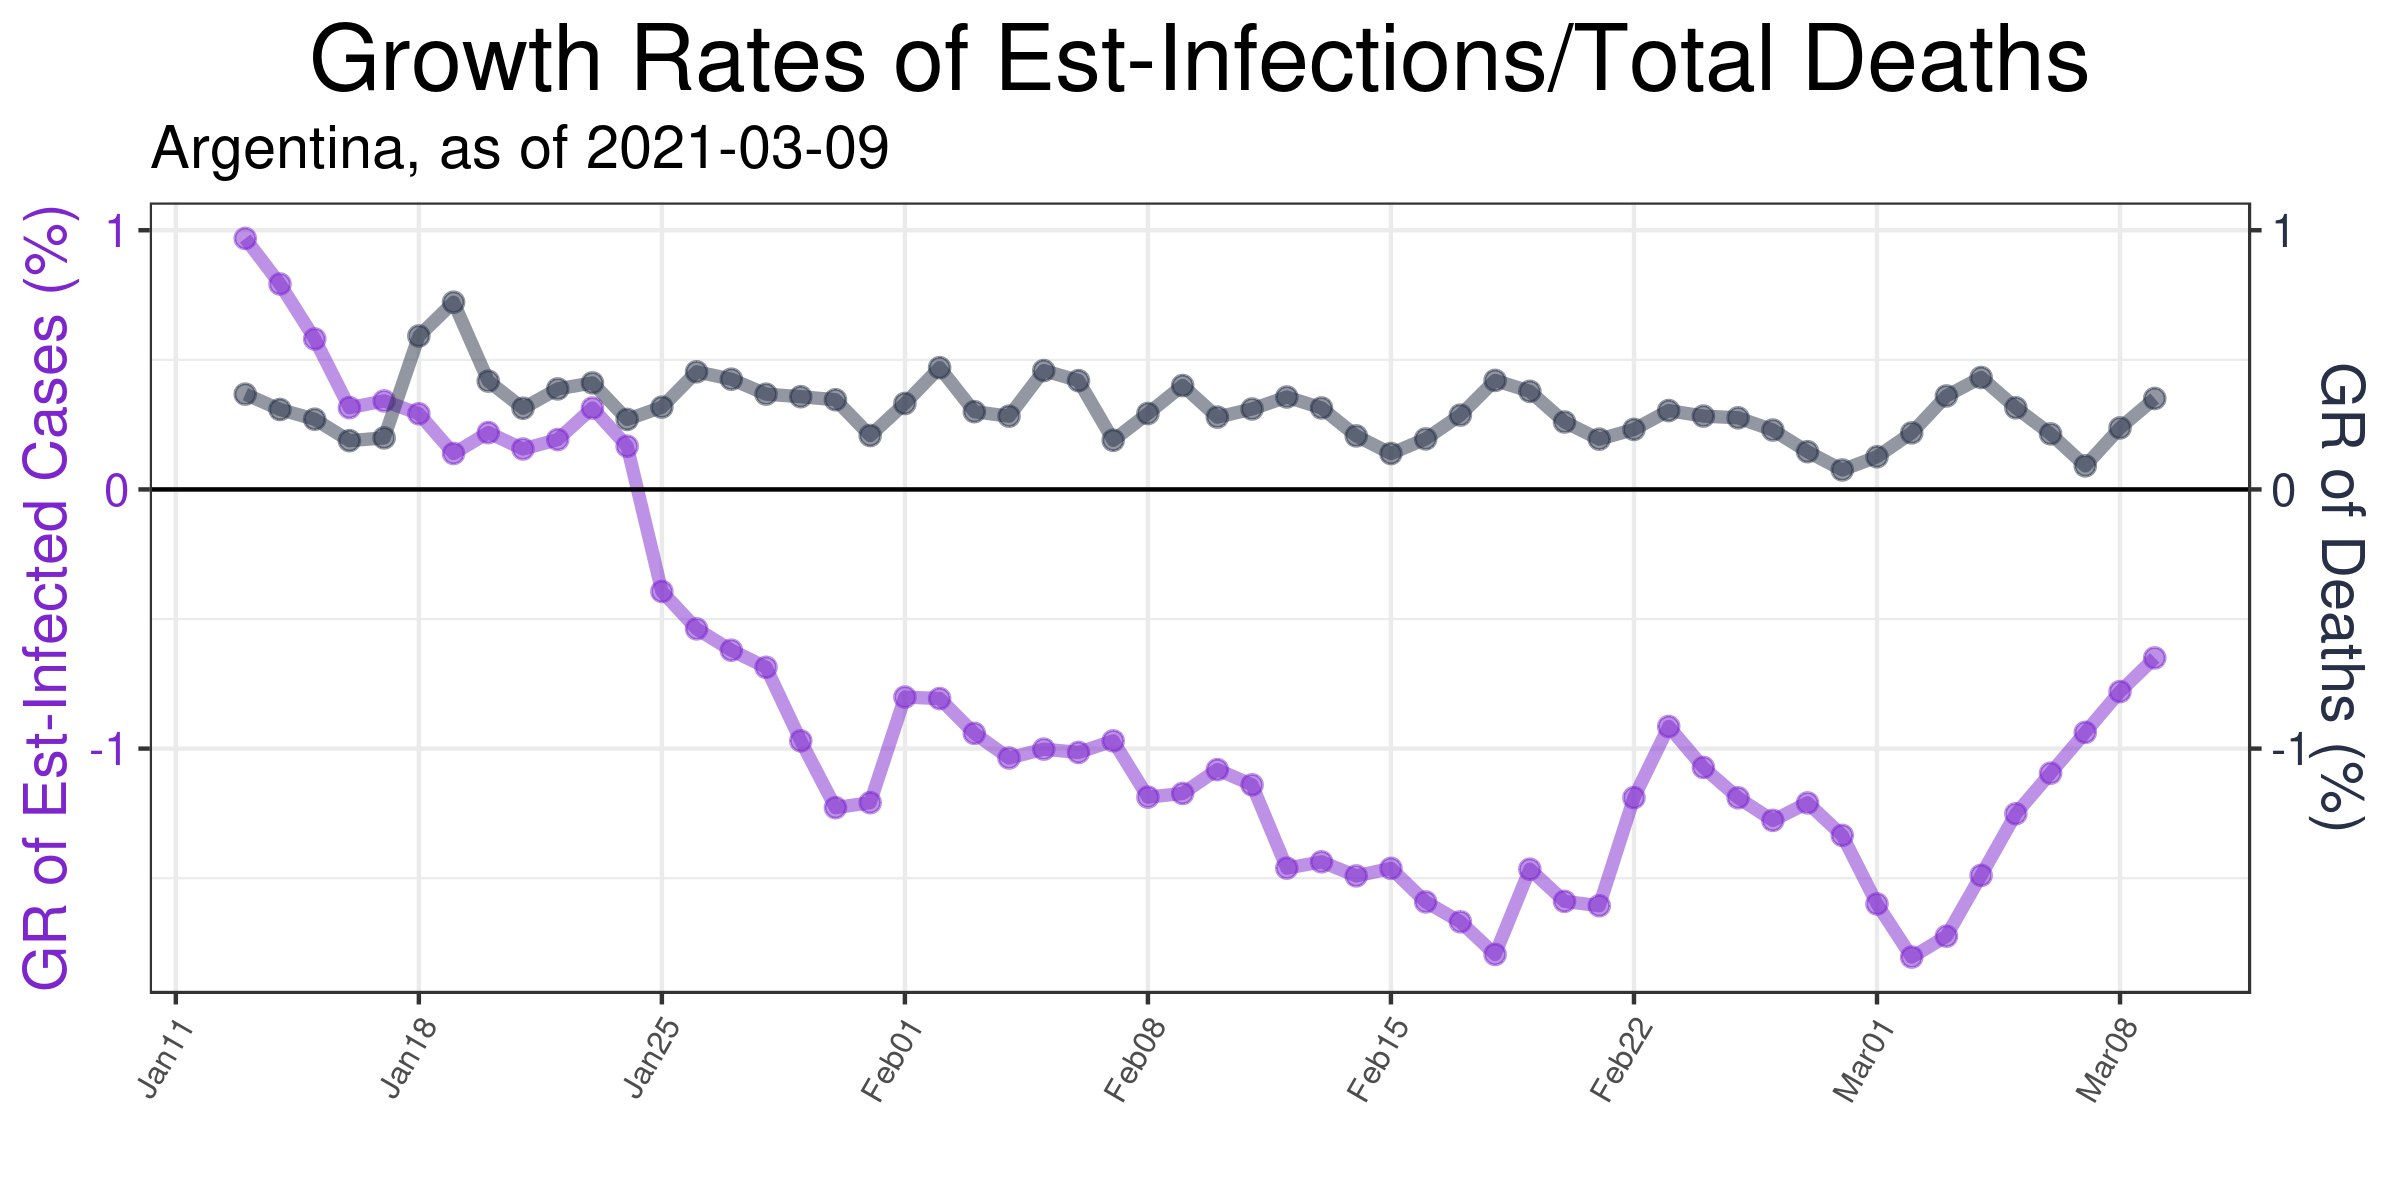 Growth Rates of Est-Infections/Total Deaths
Argentina, as of 2021-03-09
GR of Est-Infected Cases (%)
1
0
-1
1
0
-1
GR of Deaths (%)
Jan11
Jan18
Jan25
Feb01
Feb08
Feb15
Feb22
Mar01
Mar08